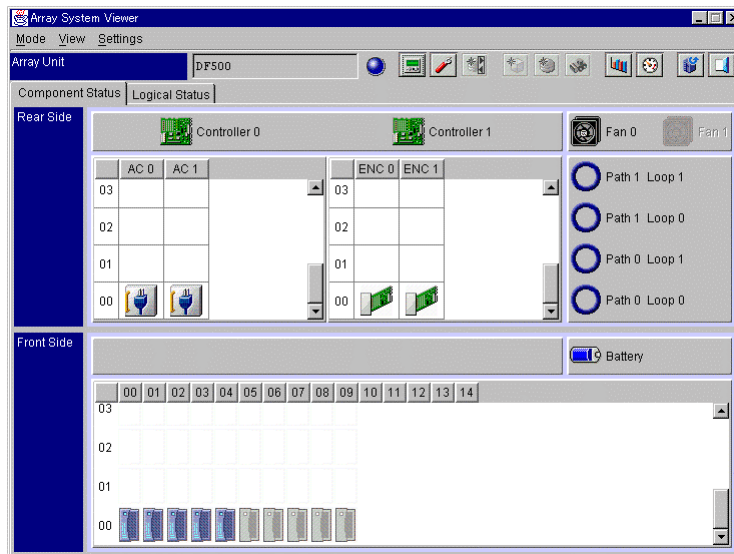 Array System Viewer
Mode View Settings
Array Unit DF500
Component Status Logical Status
Rear Side Controller 0 Controller 1 Fan 0 Fan 1
AC 0 AC 1 ENC 0 ENC 1
03 03 Path 1 Loop 1
02 02 Path 1 Loop 0
01 01 Path 0 Loop 1
00 00 Path 0 Loop 0
Front Side Battery
00 01 02 03 04 05 06 07 08 09 10 11 12 13 14
03
02
01
00